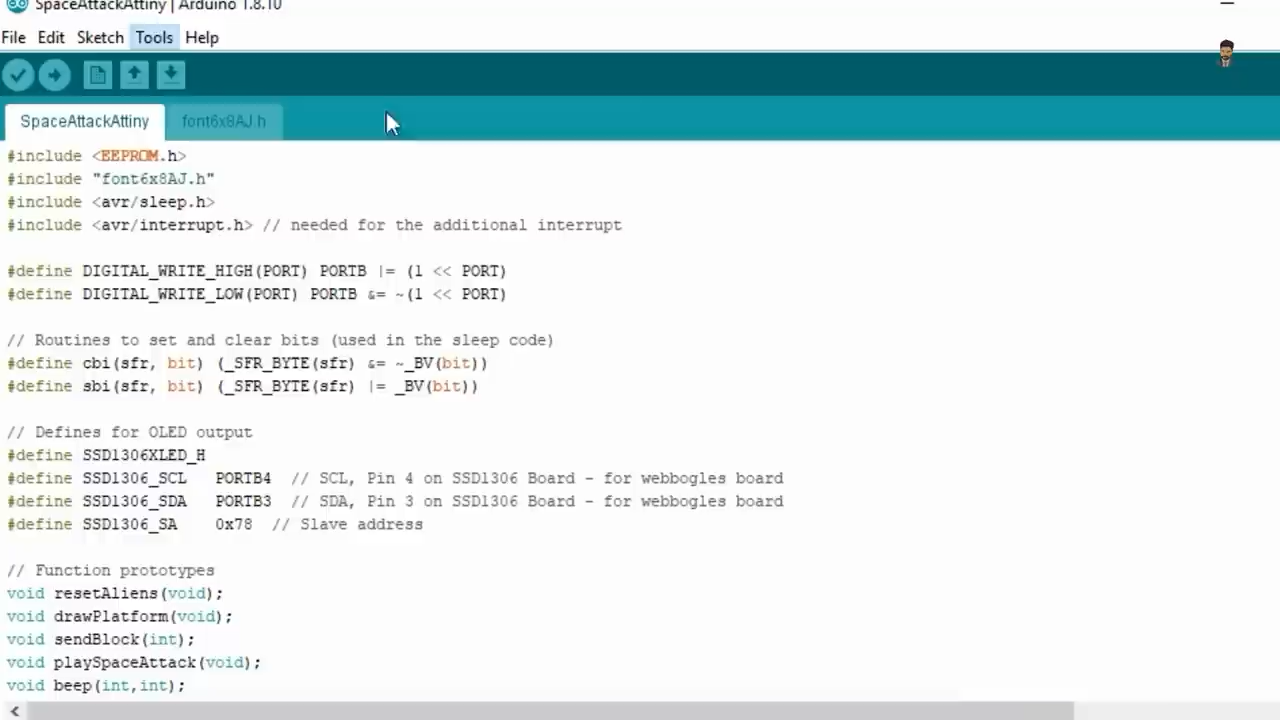 SpaceAttackAttiny | Arduino 1.8.10
File Edit Sketch Tools Help
SpaceAttackAttiny font6x8AJ.h
#include <EEPROM.h>
#include "font6x8AJ.h"
#include <avr/sleep.h>
#include <avr/interrupt.h> // needed for the additional interrupt
#define DIGITAL_WRITE_HIGH(PORT) PORTB |= (1 << PORT)
#define DIGITAL_WRITE_LOW(PORT) PORTB &= ~(1 << PORT)
// Routines to set and clear bits (used in the sleep code)
#define cbi(sfr, bit) (_SFR_BYTE(sfr) &= ~_BV(bit))
#define sbi(sfr, bit) (_SFR_BYTE(sfr) |= _BV(bit))
// Defines for OLED output
#define SSD1306XLED_H
#define SSD1306_SCL PORTB4 // SCL, Pin 4 on SSD1306 Board - for webbogles board
#define SSD1306_SDA PORTB3 // SDA, Pin 3 on SSD1306 Board - for webbogles board
#define SSD1306_SA 0x78 // Slave address
// Function prototypes
void resetAliens(void);
void drawPlatform(void);
void sendBlock(int);
void playSpaceAttack(void);
void beep(int,int);